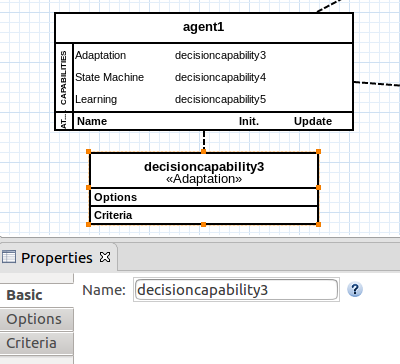 agent1
CAPABILITIES
Adaptation decisioncapability3
State Machine decisioncapability4
Learning decisioncapability5
AT...
Name Init. Update
decisioncapability3
«Adaptation»
Options
Criteria
Properties
Basic
Name: decisioncapability3 ?
Options
Criteria